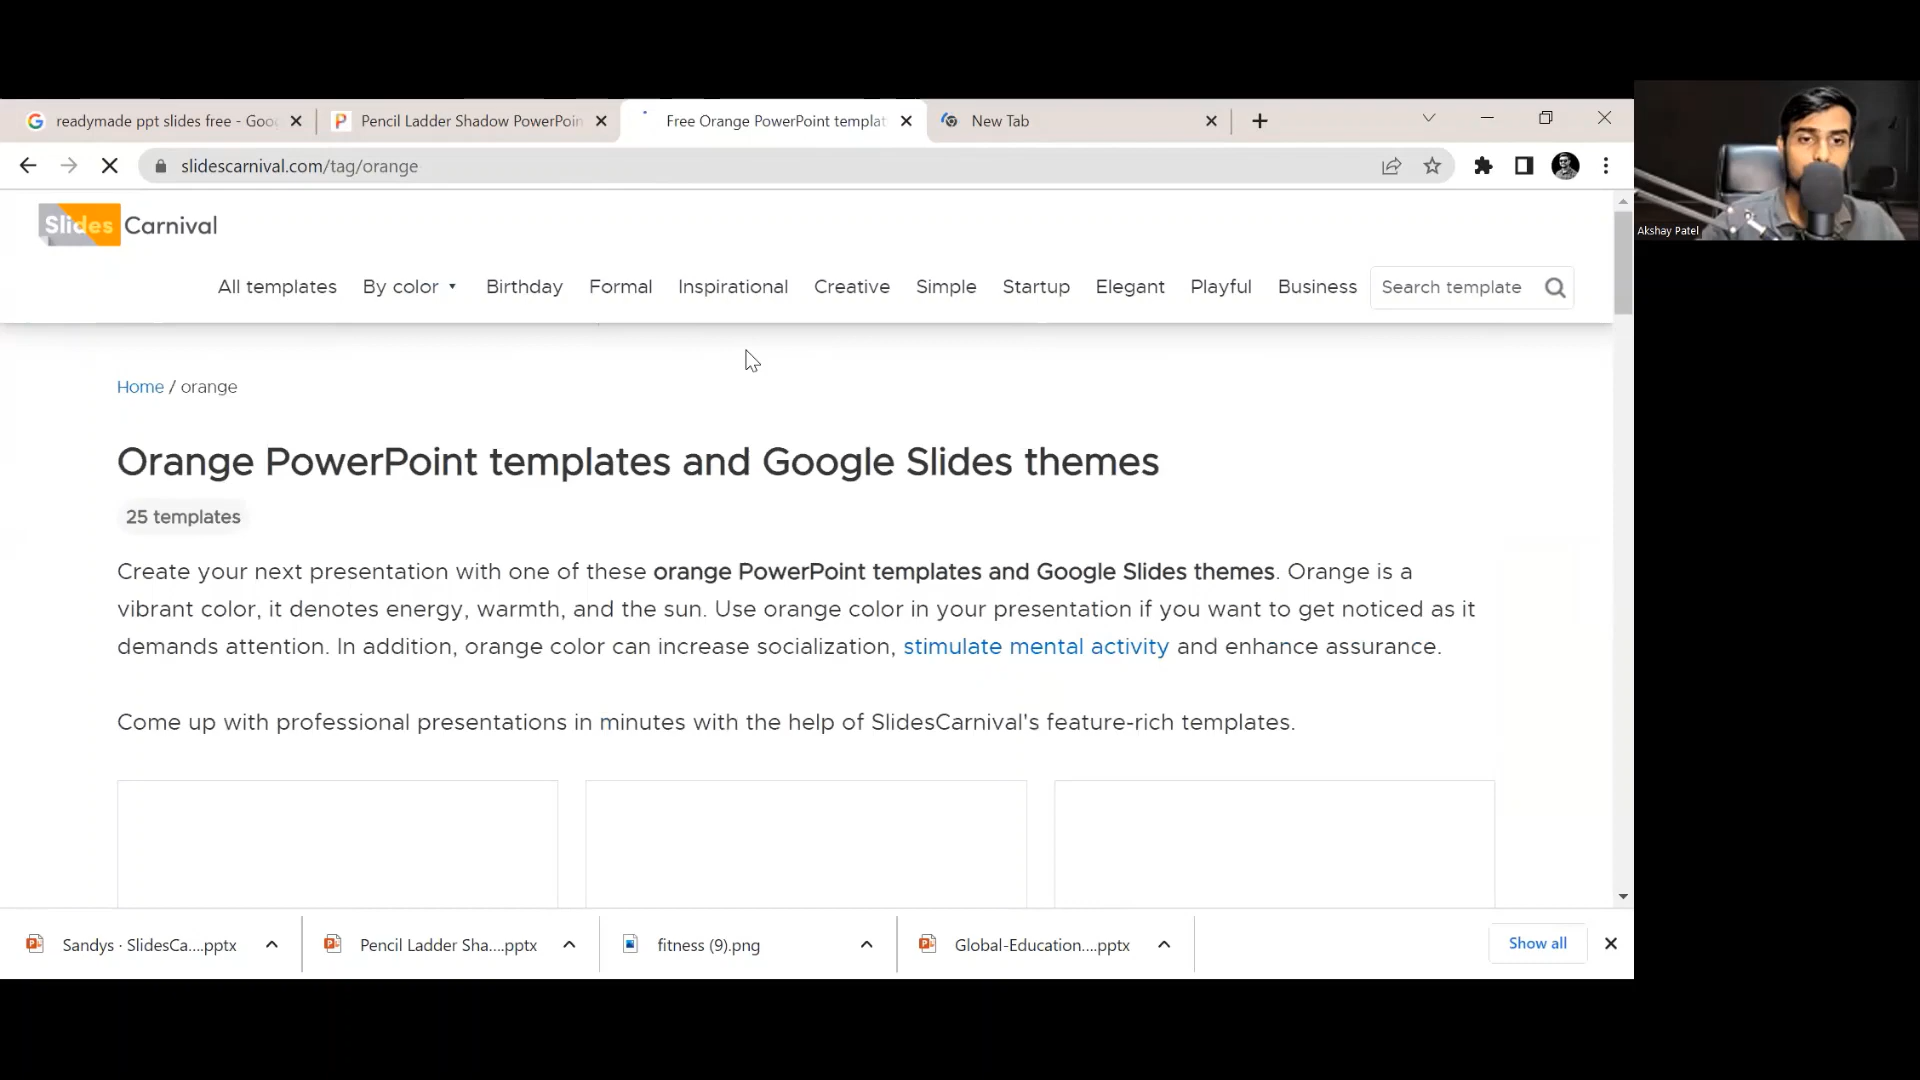 readymade ppt slides free - Goo
Pencil Ladder Shadow PowerPoin
Free Orange PowerPoint templat
New Tab
slidescarnival.com/tag/orange
Akshay Patel
Slides Carnival
All templates By color Birthday Formal Inspirational Creative Simple Startup Elegant Playful Business Search template
Home / orange
Orange PowerPoint templates and Google Slides themes
25 templates
Create your next presentation with one of these orange PowerPoint templates and Google Slides themes. Orange is a
vibrant color, it denotes energy, warmth, and the sun. Use orange color in your presentation if you want to get noticed as it
demands attention. In addition, orange color can increase socialization, stimulate mental activity and enhance assurance.
Come up with professional presentations in minutes with the help of SlidesCarnival's feature-rich templates.
Sandys · SlidesCa....pptx
Pencil Ladder Sha....pptx
fitness (9).png
Global-Education....pptx
Show all